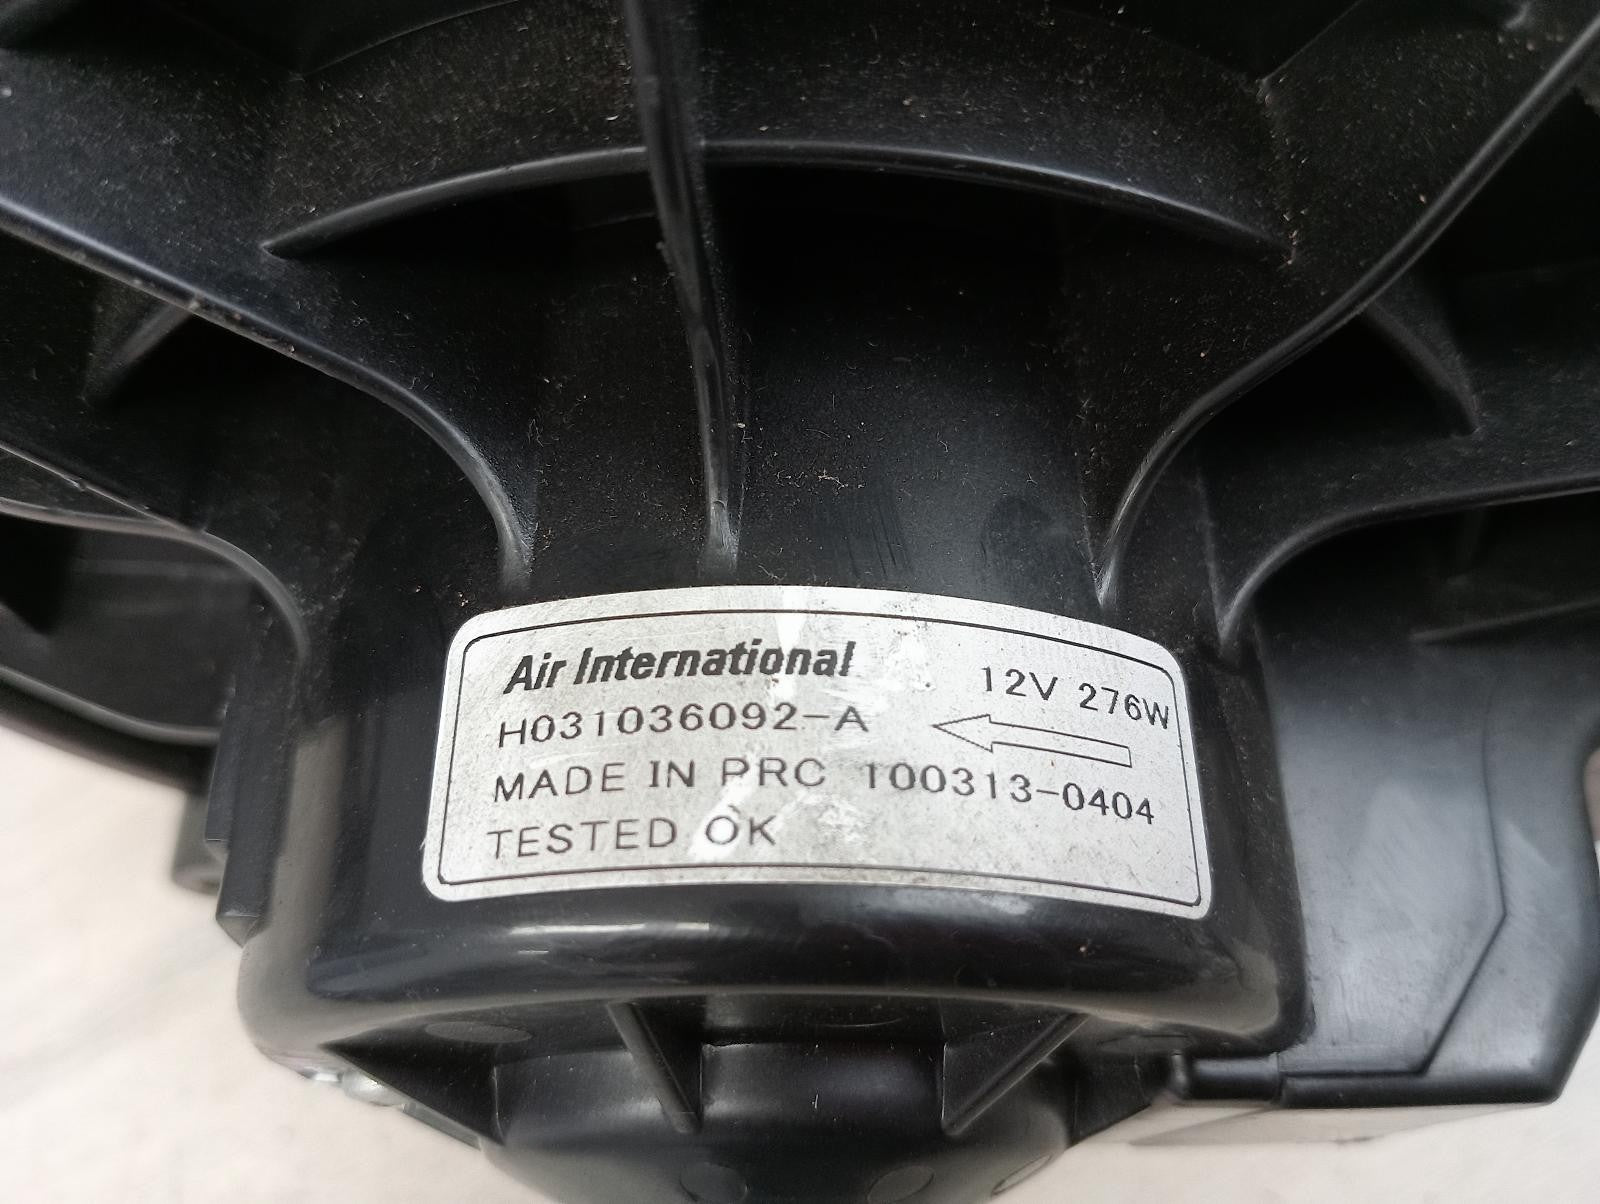 Air International
12V 276W
H031036092-A
MADE IN PRC 100313-0404
TESTED OK